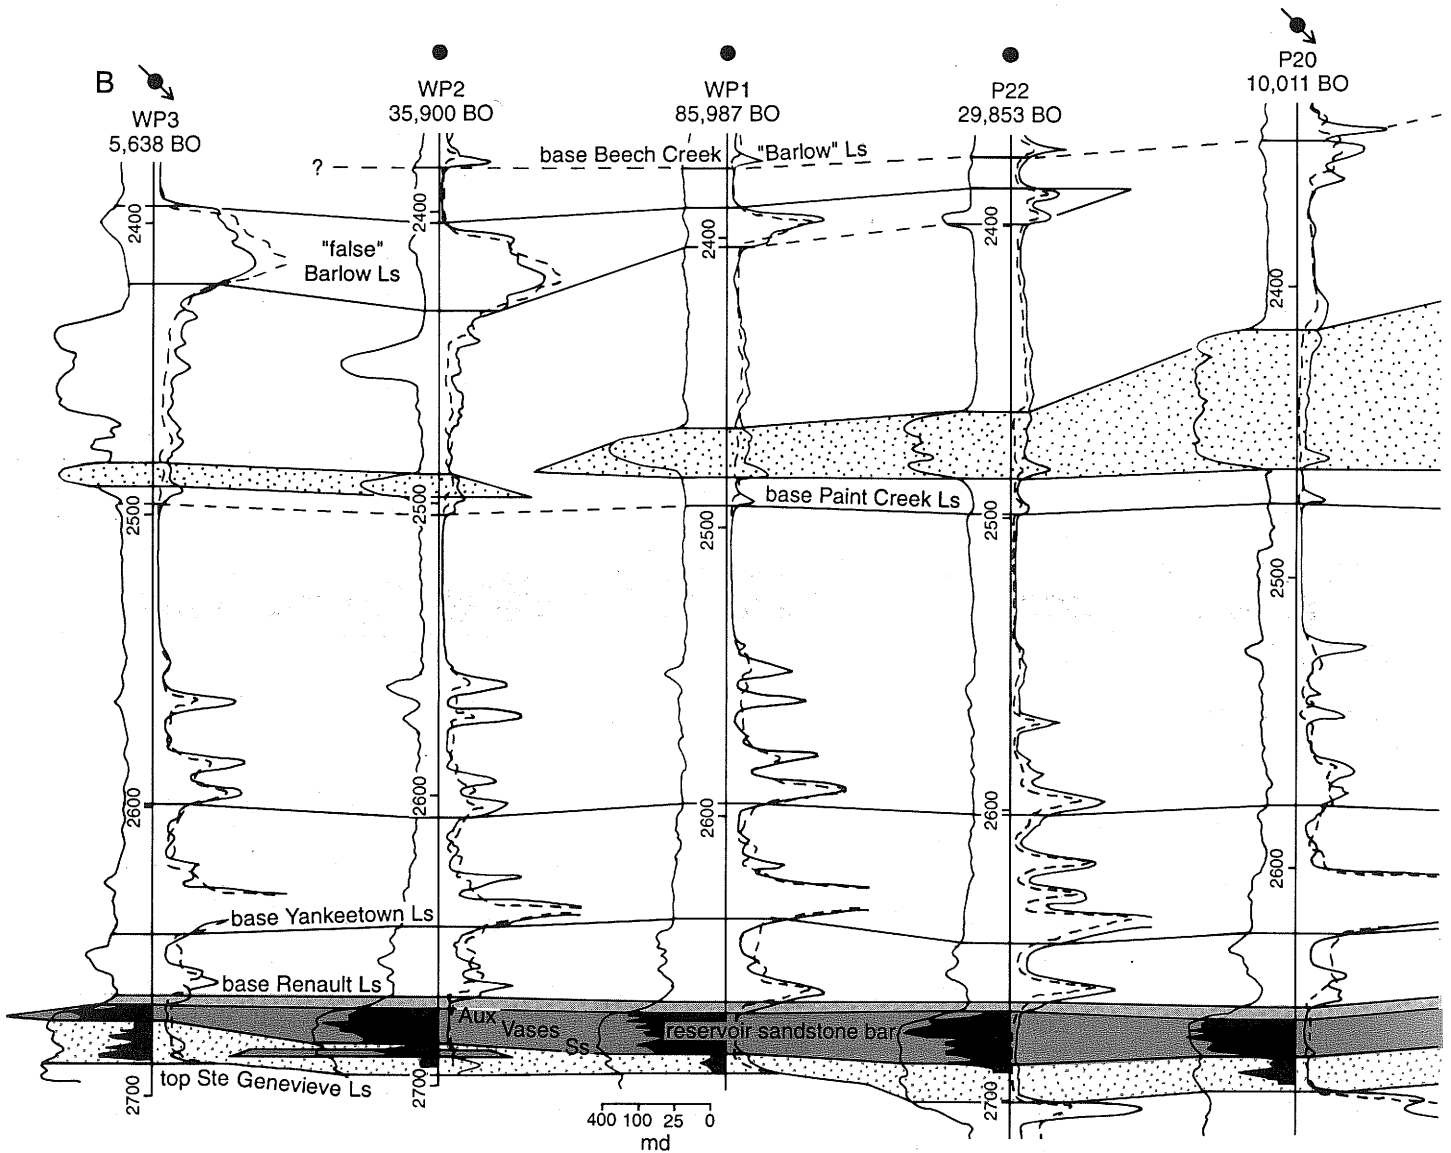 B
WP3
5,638 BO
WP2
35,900 BO
WP1
85,987 BO
P22
29,853 BO
P20
10,011 BO
? base Beech Creek "Barlow" Ls
2400
2400
2400
2400
2400
"false"
Barlow Ls
base Paint Creek Ls
2500
2500
2500
2500
2500
2600
2600
2600
2600
2600
base Yankeetown Ls
base Renault Ls
Aux
Vases
Ss
reservoir sandstone bar
top Ste Genevieve Ls
2700
2700
2700
400 100 25 0
md